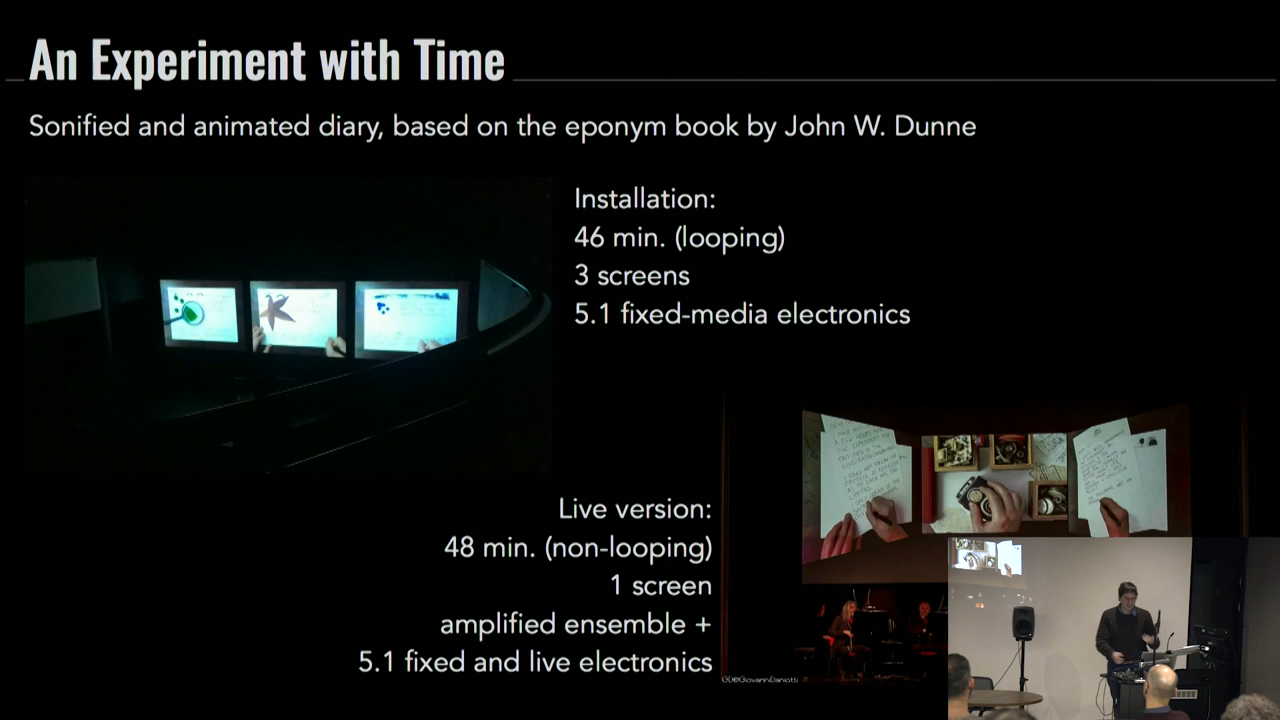 An Experiment with Time
Sonified and animated diary, based on the eponym book by John W. Dunne
Installation:
46 min. (looping)
3 screens
5.1 fixed-media electronics
Live version:
48 min. (non-looping)
1 screen
amplified ensemble +
5.1 fixed and live electronics